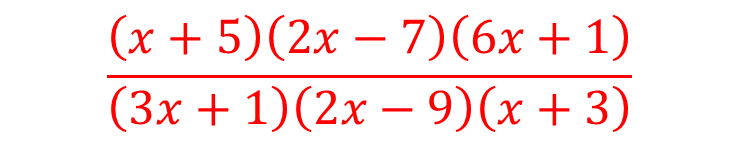 (x + 5)(2x − 7)(6x + 1)
(3x + 1)(2x − 9)(x + 3)